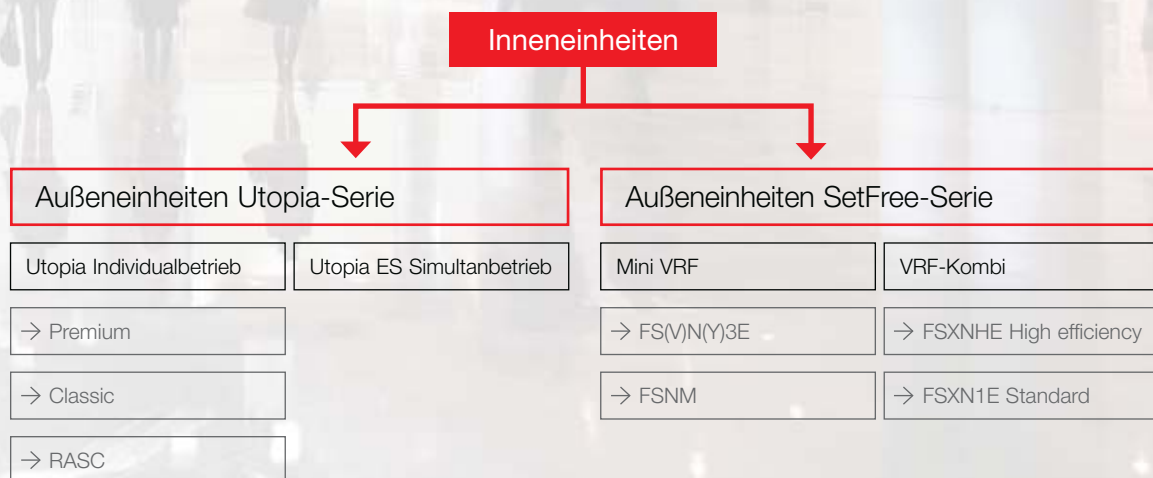 Inneneinheiten
Außeneinheiten Utopia-Serie
Utopia Individualbetrieb
Utopia ES Simultanbetrieb
→ Premium
→ Classic
→ RASC
Außeneinheiten SetFree-Serie
Mini VRF
VRF-Kombi
→ FS(V)N(Y)3E
→ FSXNHE High efficiency
→ FSNM
→ FSXN1E Standard